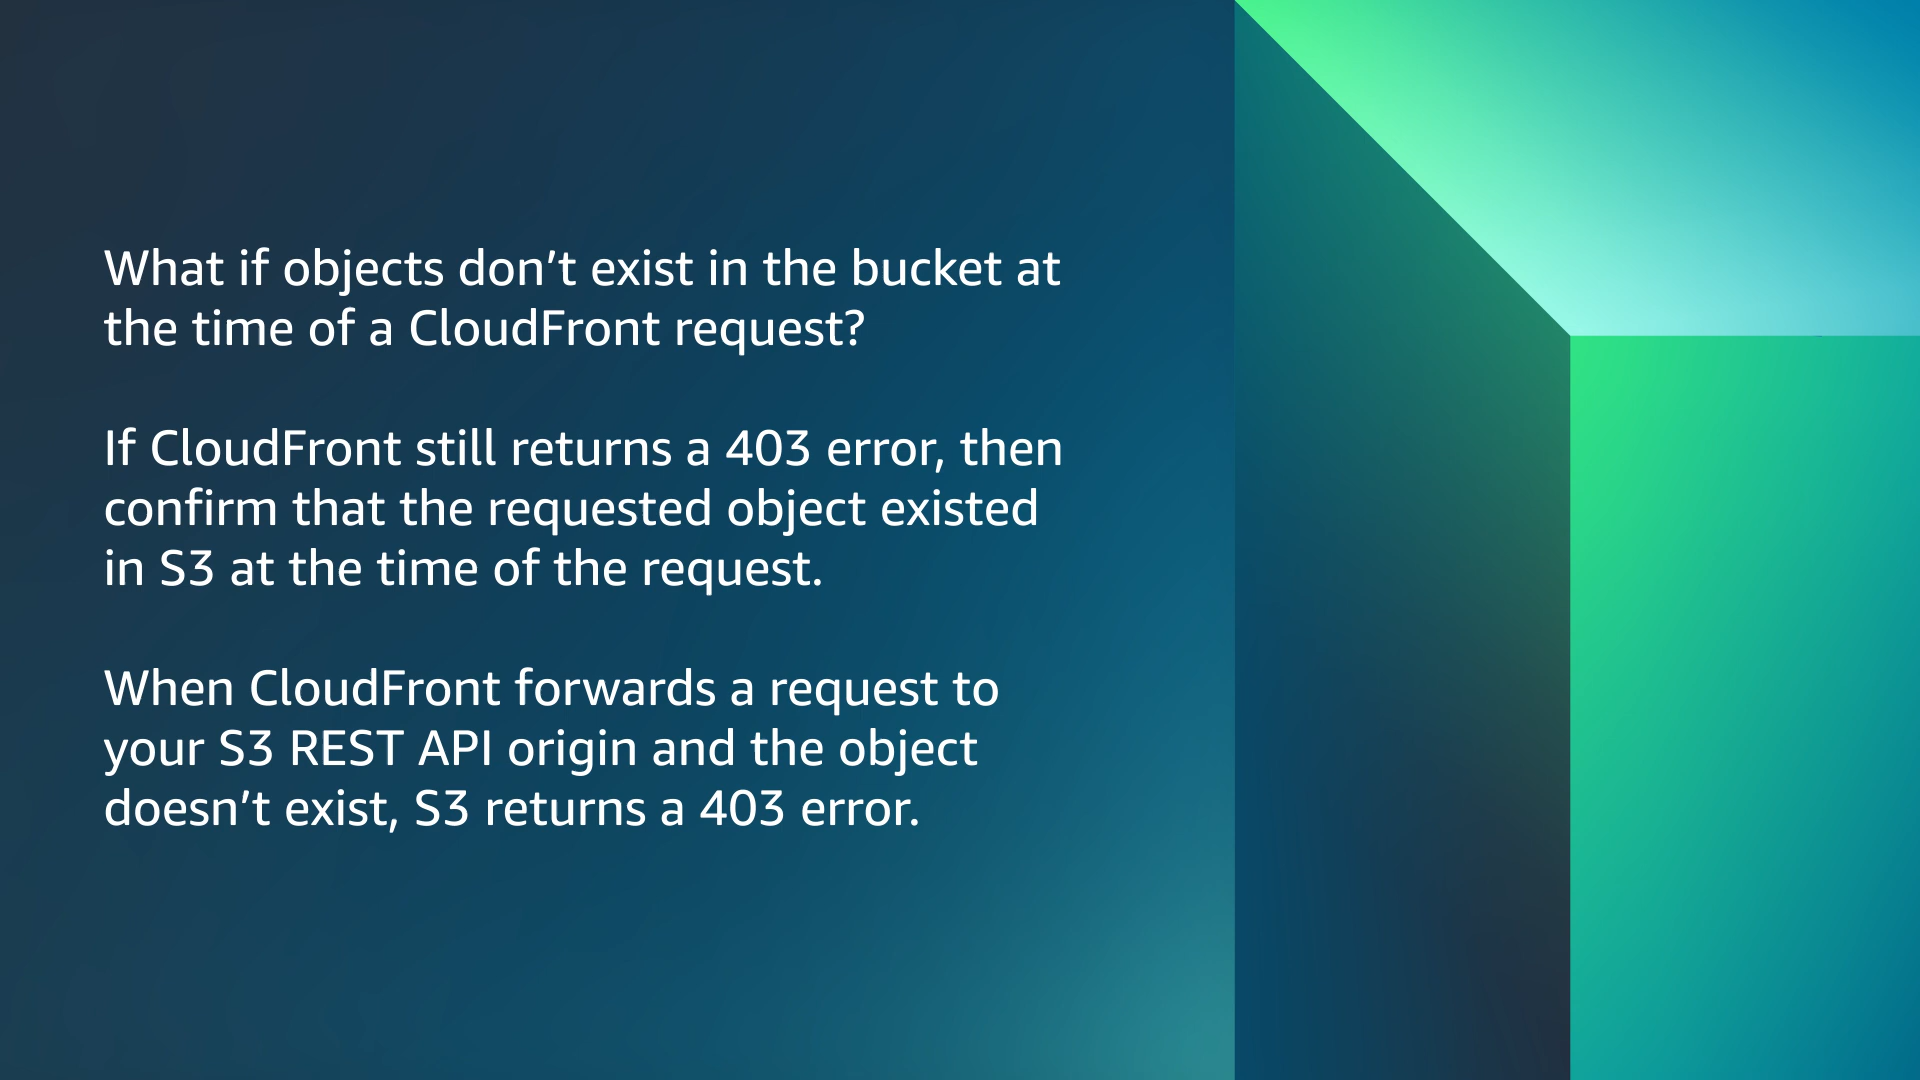 What if objects don’t exist in the bucket at
the time of a CloudFront request?
If CloudFront still returns a 403 error, then
confirm that the requested object existed
in S3 at the time of the request.
When CloudFront forwards a request to
your S3 REST API origin and the object
doesn’t exist, S3 returns a 403 error.